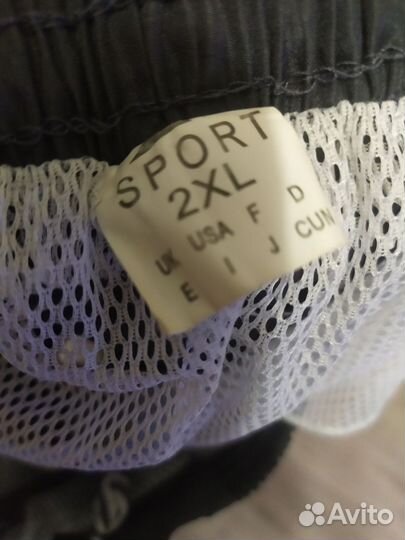 SPORT
2XL
UK USA F D
E I J CUN
Avito